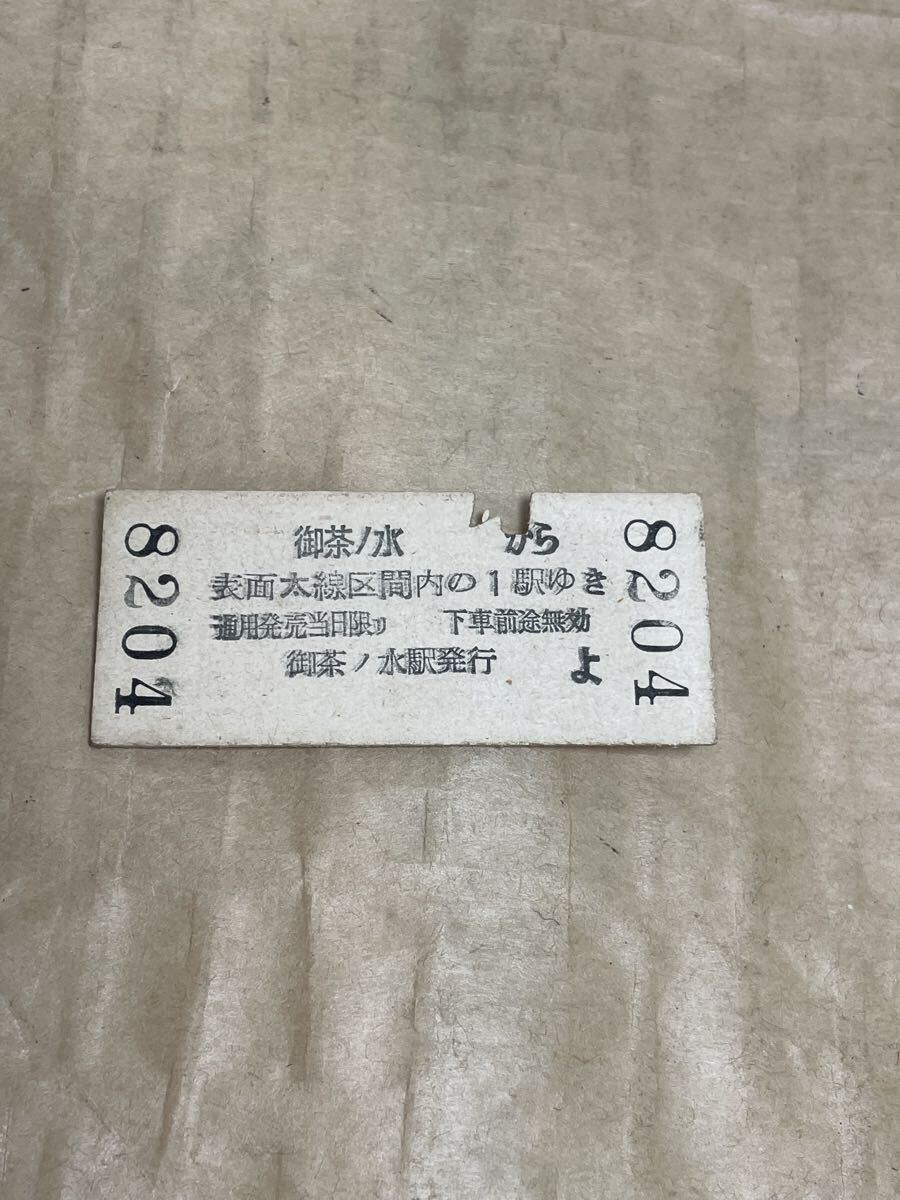 8204
御茶ノ水 から
表面太線区間内の1駅ゆき
通用発売当日限り 下車前途無効
御茶ノ水駅発行 よ
8204